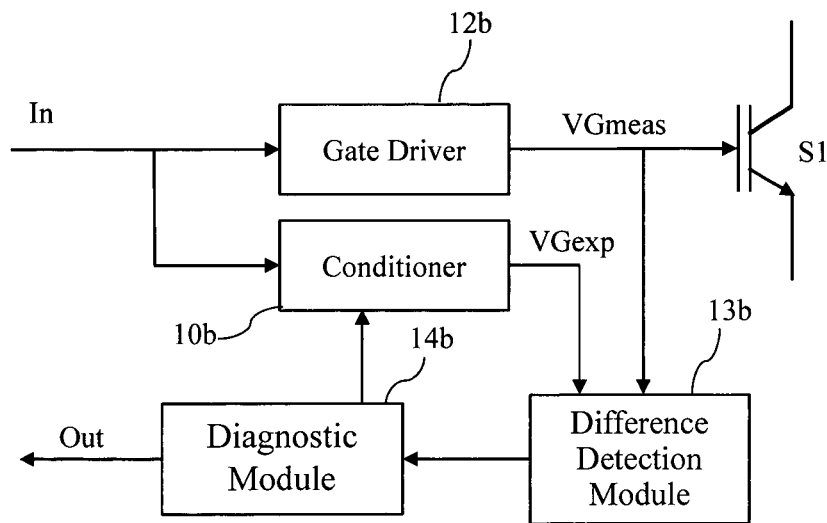 12b
In
VGmeas
Gate Driver
S1
VGexp
Conditioner
10b
14b
13b
Out
Diagnostic
Module
Difference
Detection
Module